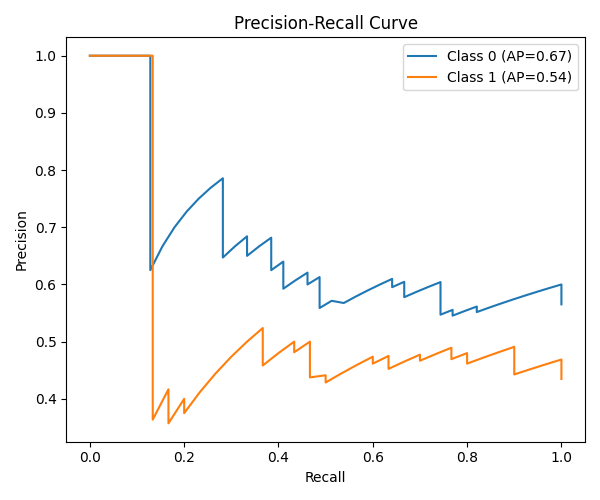 Precision-Recall Curve
Class 0 (AP=0.67)
Class 1 (AP=0.54)
Precision
1.0
0.9
0.8
0.7
0.6
0.5
0.4
0.0 0.2 0.4 0.6 0.8 1.0
Recall